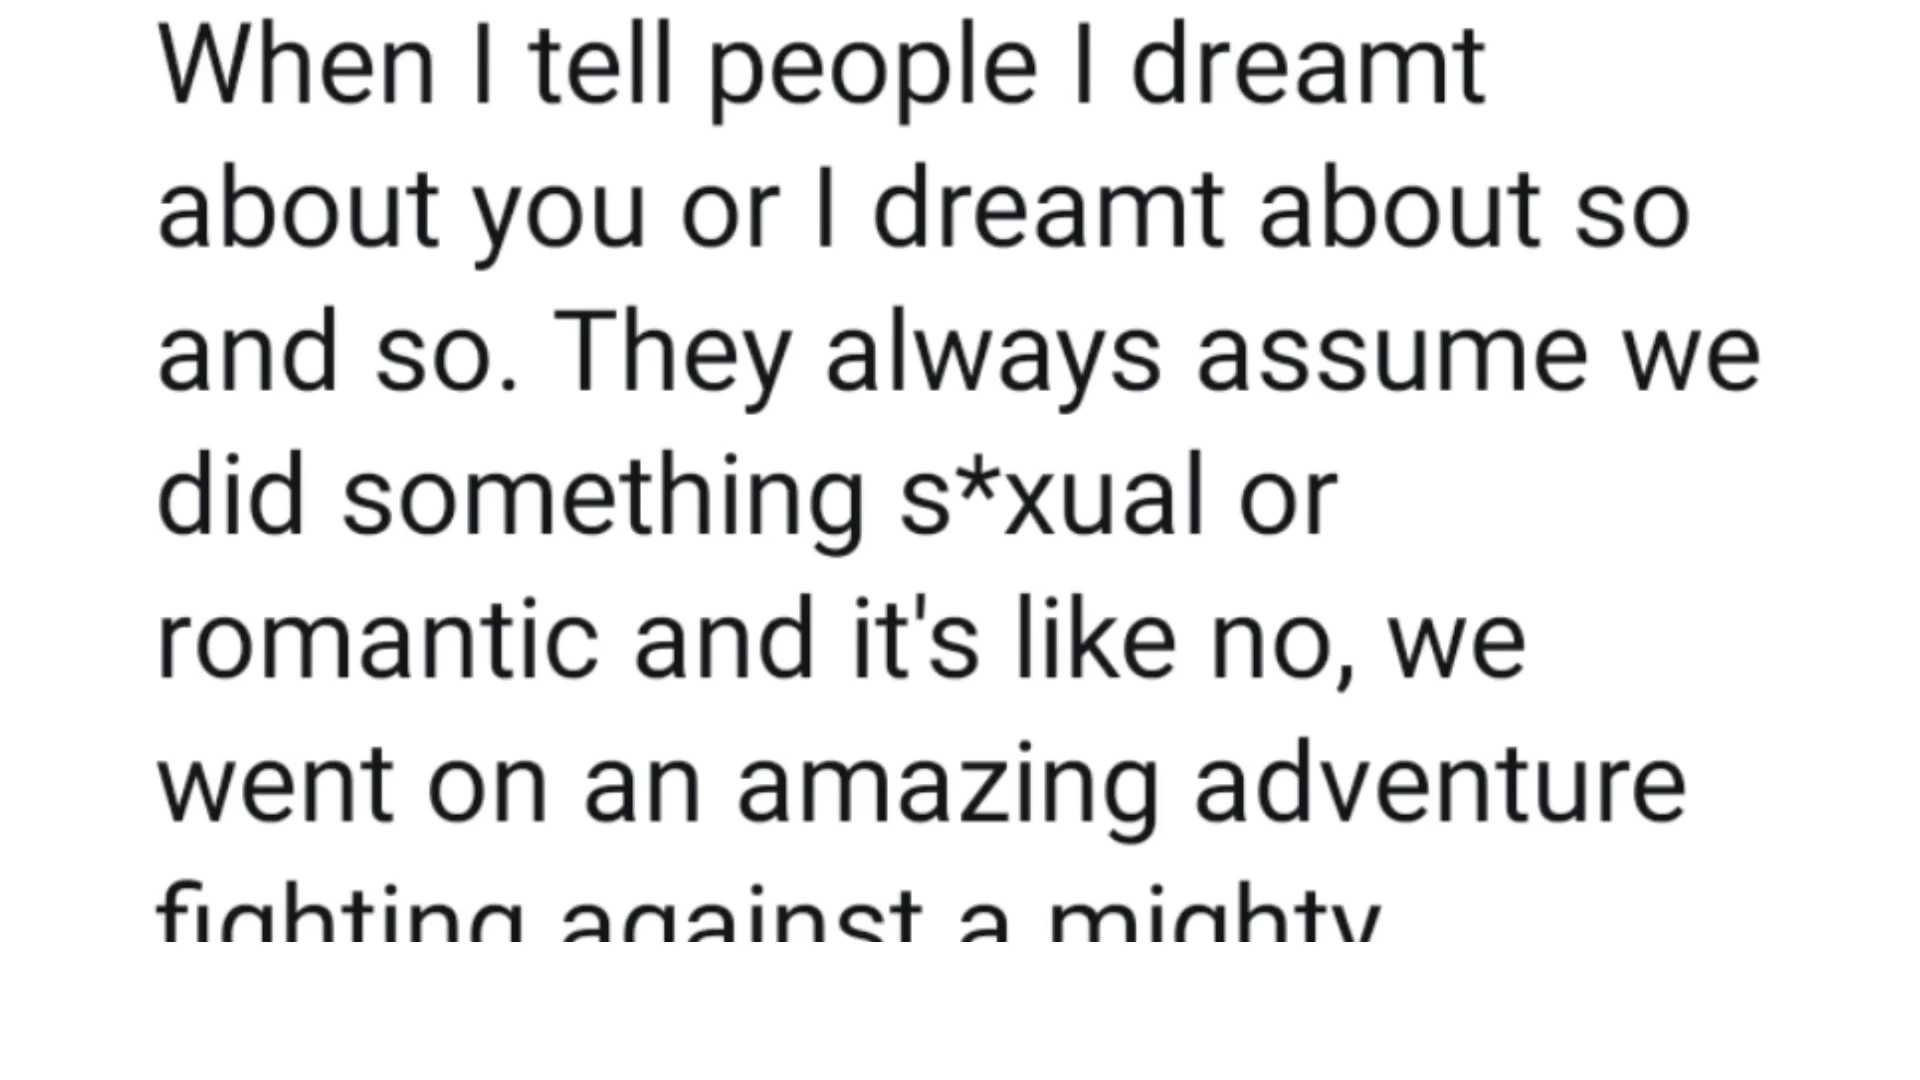 When I tell people I dreamt
about you or I dreamt about so
and so. They always assume we
did something s*xual or
romantic and it's like no, we
went on an amazing adventure
fighting against a mighty